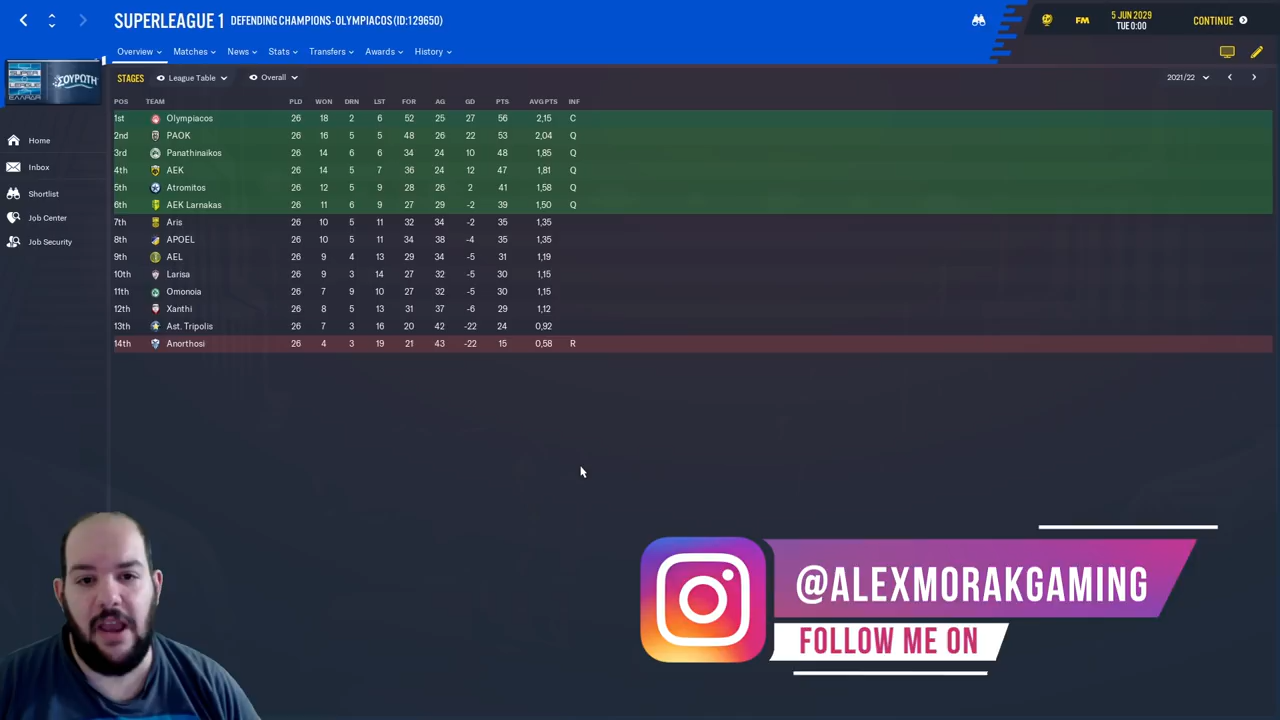 SUPERLEAGUE 1 DEFENDING CHAMPIONS - OLYMPIACOS (ID:129650)
FM
5 JUN 2029
TUE 0:00
CONTINUE
Overview Matches News Stats Transfers Awards History
STAGES League Table Overall 2021/22
SUPER LEAGUE ΕΛΛΑΔΑ ΣΟΥΡΩΤΗ
Home
Inbox
Shortlist
Job Center
Job Security
POS TEAM PLD WON DRN LST FOR AG GD PTS AVG PTS INF
1st Olympiacos 26 18 2 6 52 25 27 56 2,15 C
2nd PAOK 26 16 5 5 48 26 22 53 2,04 Q
3rd Panathinaikos 26 14 6 6 34 24 10 48 1,85 Q
4th AEK 26 14 5 7 36 24 12 47 1,81 Q
5th Atromitos 26 12 5 9 28 26 2 41 1,58 Q
6th AEK Larnakas 26 11 6 9 27 29 -2 39 1,50 Q
7th Aris 26 10 5 11 32 34 -2 35 1,35
8th APOEL 26 10 5 11 34 38 -4 35 1,35
9th AEL 26 9 4 13 29 34 -5 31 1,19
10th Larisa 26 9 3 14 27 32 -5 30 1,15
11th Omonoia 26 7 9 10 27 32 -5 30 1,15
12th Xanthi 26 8 5 13 31 37 -6 29 1,12
13th Ast. Tripolis 26 7 3 16 20 42 -22 24 0,92
14th Anorthosi 26 4 3 19 21 43 -22 15 0,58 R
@ALEXMORAKGAMING
FOLLOW ME ON